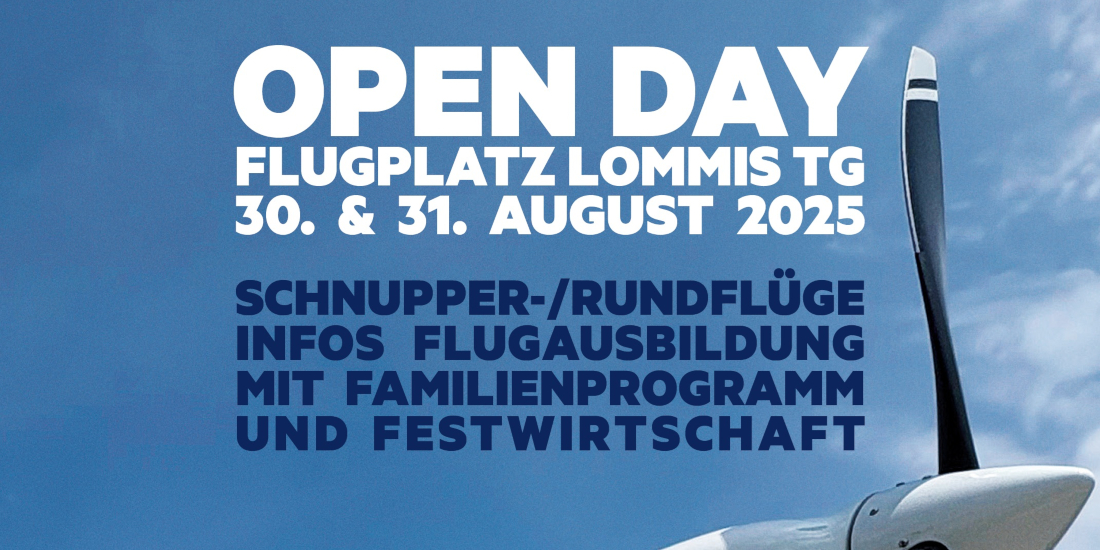 OPEN DAY
FLUGPLATZ LOMMIS TG
30. & 31. AUGUST 2025
SCHNUPPER-/RUNDFLÜGE
INFOS FLUGAUSBILDUNG
MIT FAMILIENPROGRAMM
UND FESTWIRTSCHAFT